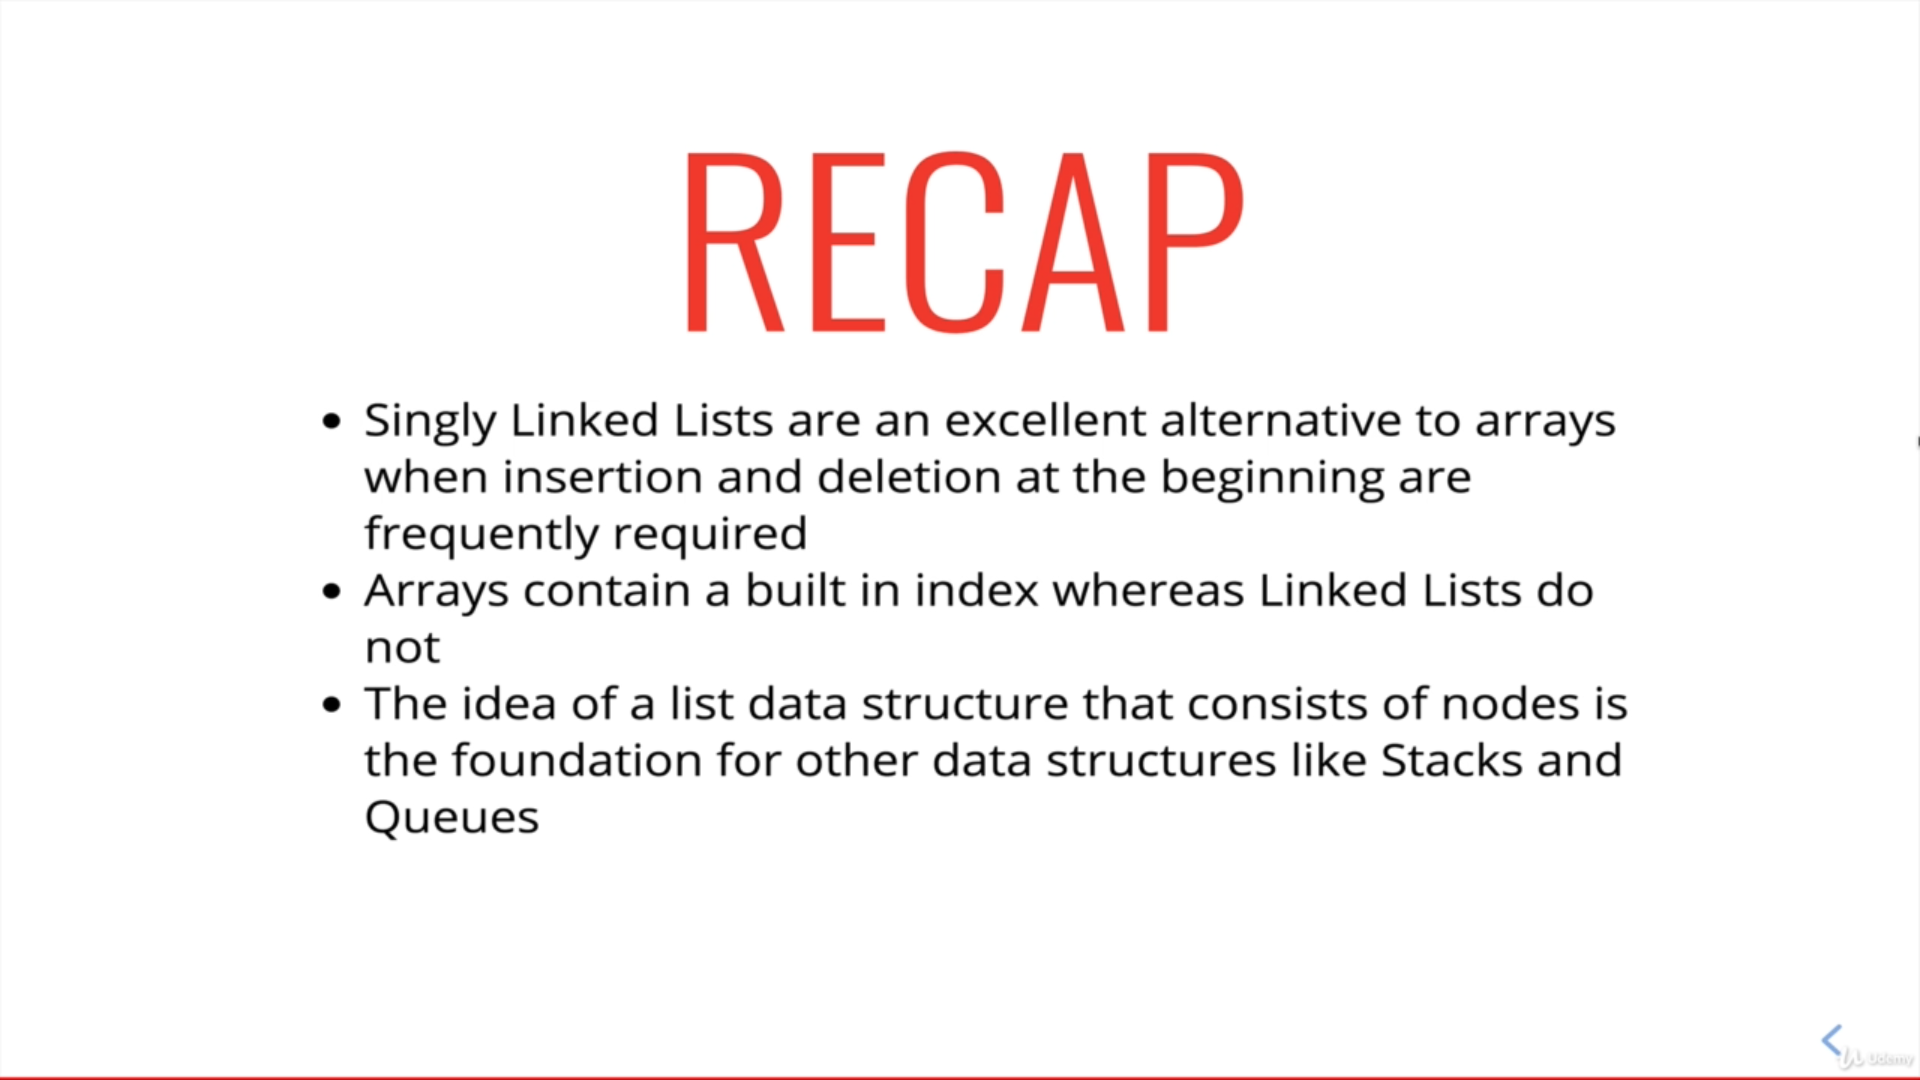 RECAP
• Singly Linked Lists are an excellent alternative to arrays
when insertion and deletion at the beginning are
frequently required
• Arrays contain a built in index whereas Linked Lists do
not
• The idea of a list data structure that consists of nodes is
the foundation for other data structures like Stacks and
Queues
Udemy